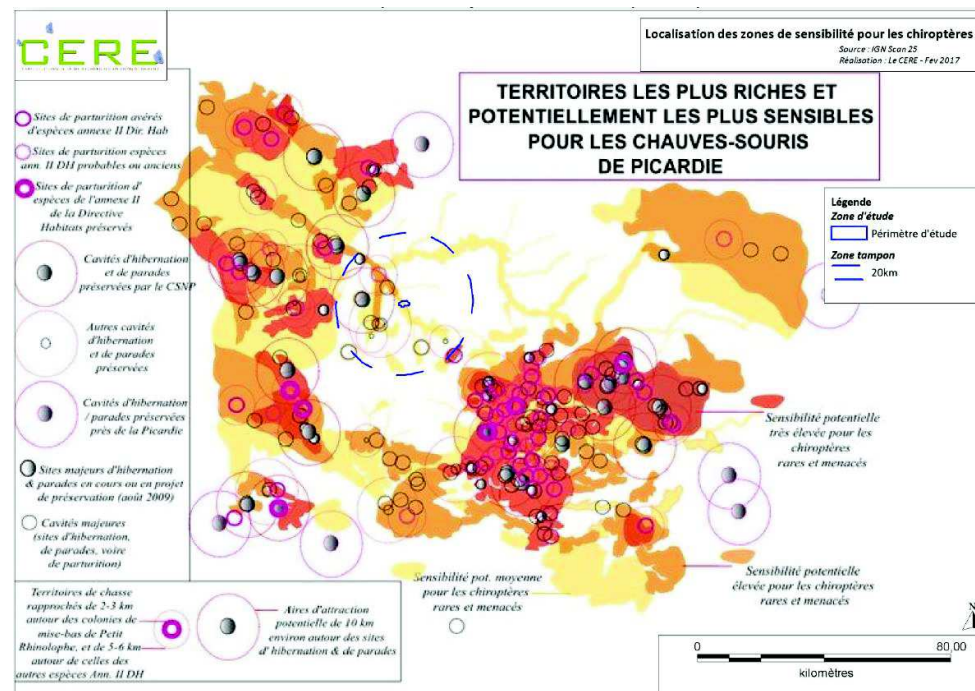 CERE
Localisation des zones de sensibilité pour les chiroptères
Source : IGN Scan 25
Réalisation : Le CERE - Fev 2017
TERRITOIRES LES PLUS RICHES ET
POTENTIELLEMENT LES PLUS SENSIBLES
POUR LES CHAUVES-SOURIS
DE PICARDIE
Sites de parturition avérés
d'espèces annexe II Dir. Hab
Sites de parturition espèces
ann. II DH probables ou anciens
Sites de parturition d'
espèces de l'annexe II
de la Directive
Habitats préservés
Cavités d'hibernation
et de parades
préservées par le CSNP
Autres cavités
d'hibernation
et de parades
préservées
Cavités d'hibernation
/ parades préservées
près de la Picardie
Sites majeurs d'hibernation
& parades en cours ou en projet
de préservation (août 2009)
Cavités majeures
(sites d'hibernation,
de parades, voire
de parturition)
Légende
Zone d'étude
Périmètre d'étude
Zone tampon
20km
Sensibilité potentielle
très élevée pour les
chiroptères
rares et menacés
Sensibilité potentielle
élevée pour les chiroptères
rares et menacés
Sensibilité pot. moyenne
pour les chiroptères
rares et menacés
Territoires de chasse
rapprochés de 2-3 km
autour des colonies de
mise-bas de Petit
Rhinolophe, et de 5-6 km
autour de celles des
autres espèces Ann. II DH
Aires d'attraction
potentielle de 10 km
environ autour des sites
d'hibernation & de parades
N
0 80,00
kilomètres